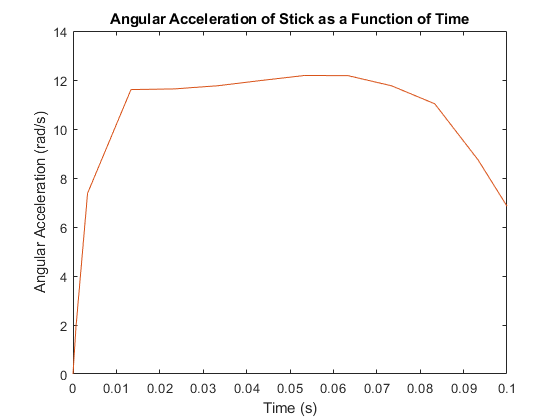 Angular Acceleration of Stick as a Function of Time
14
12
10
8
6
4
2
0
Angular Acceleration (rad/s)
0 0.01 0.02 0.03 0.04 0.05 0.06 0.07 0.08 0.09 0.1
Time (s)